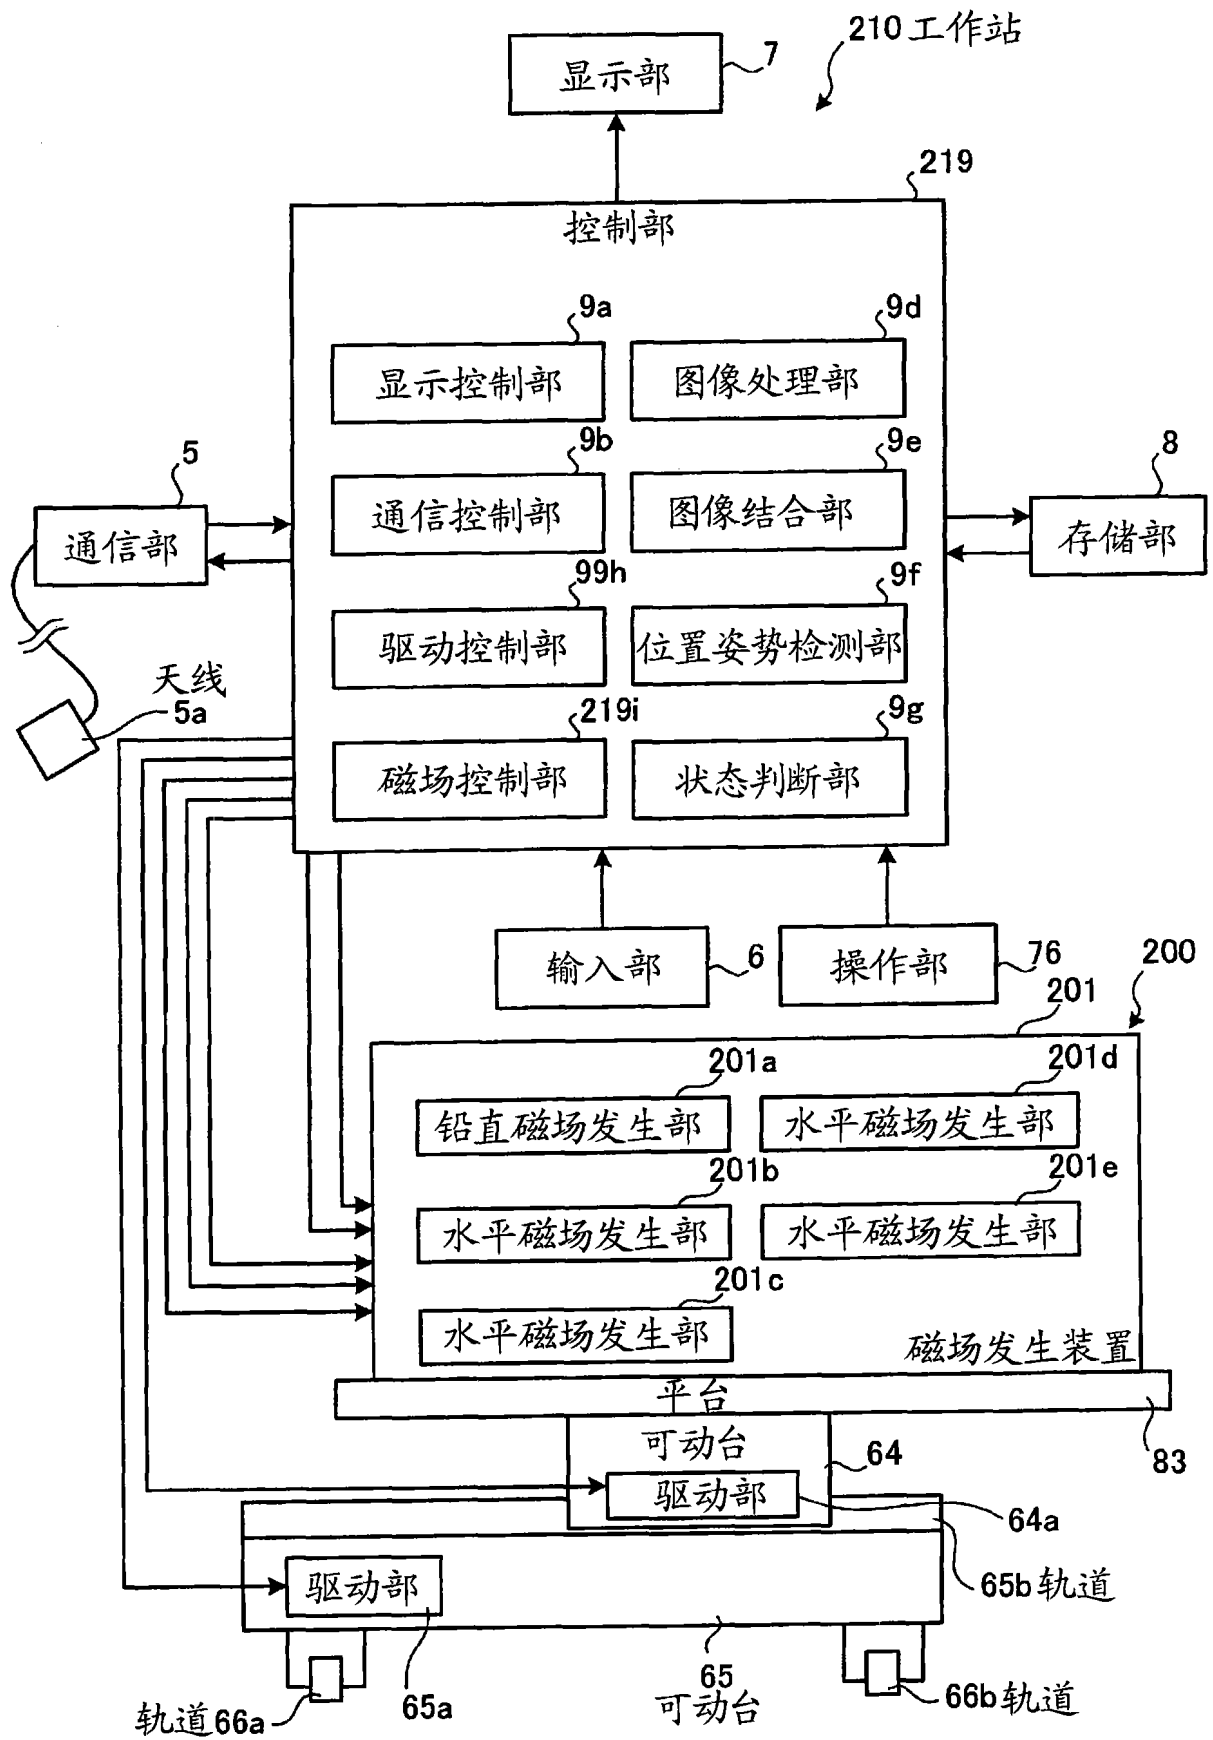 210 工作站
7
显示部
219
控制部
9a
9d
显示控制部
图像处理部
9b
9e
5
8
通信控制部
图像结合部
通信部
存储部
99h
9f
驱动控制部
位置姿势检测部
天线
5a
219i
9g
磁场控制部
状态判断部
输入部
6
操作部
76
200
201
201a
201d
铅直磁场发生部
水平磁场发生部
201b
201e
水平磁场发生部
水平磁场发生部
201c
水平磁场发生部
磁场发生装置
平台
可动台
64
83
驱动部
64a
驱动部
65b 轨道
65
65a
66b 轨道
轨道 66a
可动台